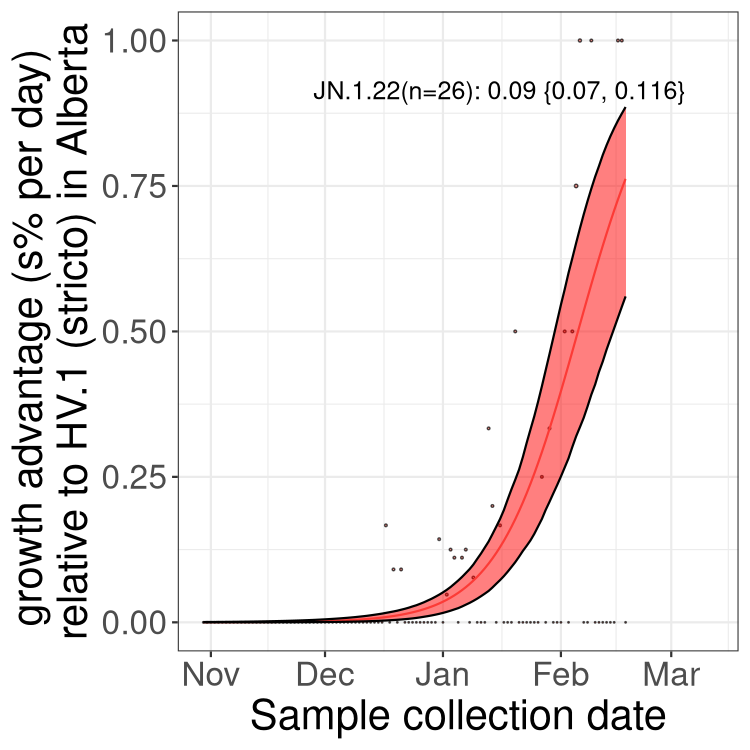 growth advantage (s% per day)
relative to HV.1 (stricto) in Alberta
1.00
0.75
0.50
0.25
0.00
JN.1.22(n=26): 0.09 {0.07, 0.116}
Nov Dec Jan Feb Mar
Sample collection date